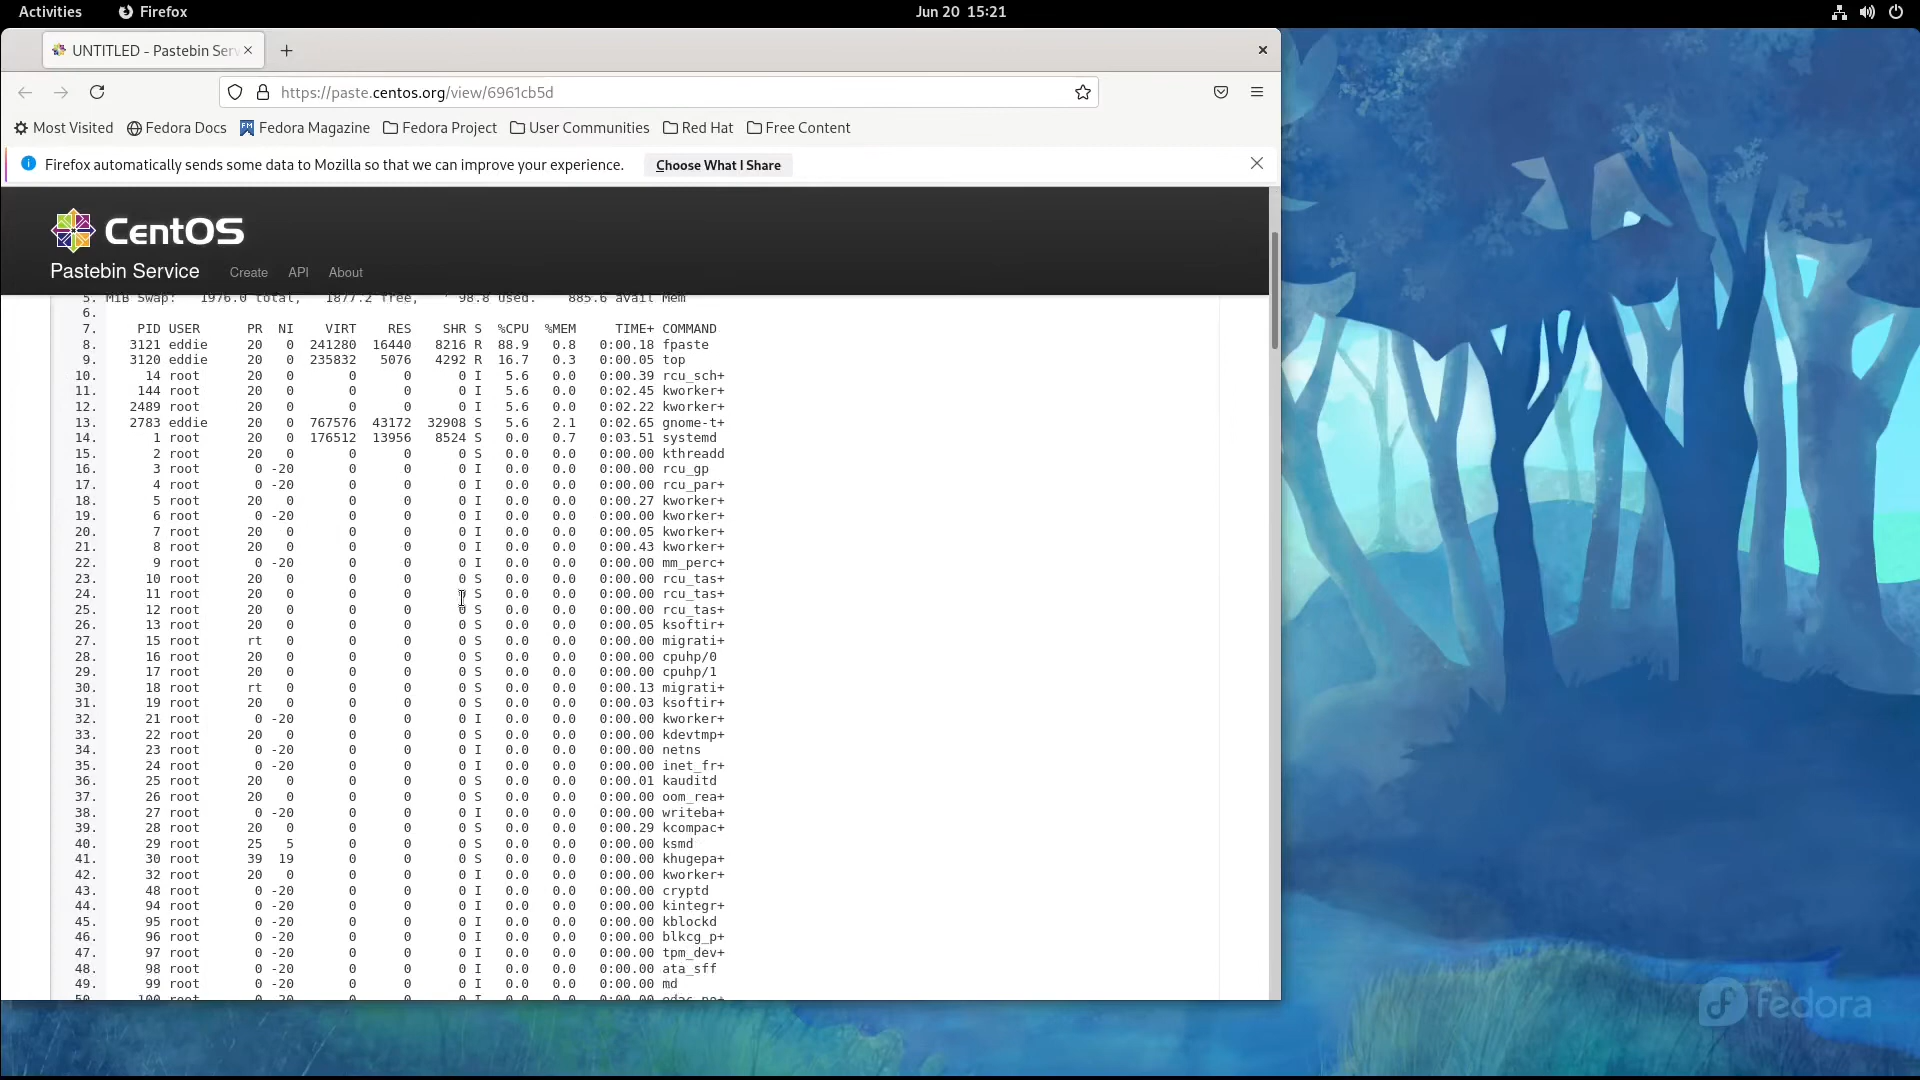 Activities Firefox Jun 20 15:21
UNTITLED - Pastebin Serv
https://paste.centos.org/view/6961cb5d
Most Visited Fedora Docs Fedora Magazine Fedora Project User Communities Red Hat Free Content
Firefox automatically sends some data to Mozilla so that we can improve your experience. Choose What I Share
CentOS
Pastebin Service Create API About
5. MiB Swap: 1976.0 total, 1877.2 free, 98.8 used. 885.6 avail Mem
6.
7. PID USER PR NI VIRT RES SHR S %CPU %MEM TIME+ COMMAND
8. 3121 eddie 20 0 241280 16440 8216 R 88.9 0.8 0:00.18 fpaste
9. 3120 eddie 20 0 235832 5076 4292 R 16.7 0.3 0:00.05 top
10. 14 root 20 0 0 0 0 I 5.6 0.0 0:00.39 rcu_sch+
11. 144 root 20 0 0 0 0 I 5.6 0.0 0:02.45 kworker+
12. 2489 root 20 0 0 0 0 I 5.6 0.0 0:02.22 kworker+
13. 2783 eddie 20 0 767576 43172 32908 S 5.6 2.1 0:02.65 gnome-t+
14. 1 root 20 0 176512 13956 8524 S 0.0 0.7 0:03.51 systemd
15. 2 root 20 0 0 0 0 S 0.0 0.0 0:00.00 kthreadd
16. 3 root 0 -20 0 0 0 I 0.0 0.0 0:00.00 rcu_gp
17. 4 root 0 -20 0 0 0 I 0.0 0.0 0:00.00 rcu_par+
18. 5 root 20 0 0 0 0 I 0.0 0.0 0:00.27 kworker+
19. 6 root 0 -20 0 0 0 I 0.0 0.0 0:00.00 kworker+
20. 7 root 20 0 0 0 0 I 0.0 0.0 0:00.05 kworker+
21. 8 root 20 0 0 0 0 I 0.0 0.0 0:00.43 kworker+
22. 9 root 0 -20 0 0 0 I 0.0 0.0 0:00.00 mm_perc+
23. 10 root 20 0 0 0 0 S 0.0 0.0 0:00.00 rcu_tas+
24. 11 root 20 0 0 0 0 S 0.0 0.0 0:00.00 rcu_tas+
25. 12 root 20 0 0 0 0 S 0.0 0.0 0:00.00 rcu_tas+
26. 13 root 20 0 0 0 0 S 0.0 0.0 0:00.05 ksoftir+
27. 15 root rt 0 0 0 0 S 0.0 0.0 0:00.00 migrati+
28. 16 root 20 0 0 0 0 S 0.0 0.0 0:00.00 cpuhp/0
29. 17 root 20 0 0 0 0 S 0.0 0.0 0:00.00 cpuhp/1
30. 18 root rt 0 0 0 0 S 0.0 0.0 0:00.13 migrati+
31. 19 root 20 0 0 0 0 S 0.0 0.0 0:00.03 ksoftir+
32. 21 root 0 -20 0 0 0 I 0.0 0.0 0:00.00 kworker+
33. 22 root 20 0 0 0 0 S 0.0 0.0 0:00.00 kdevtmp+
34. 23 root 0 -20 0 0 0 I 0.0 0.0 0:00.00 netns
35. 24 root 0 -20 0 0 0 I 0.0 0.0 0:00.00 inet_fr+
36. 25 root 20 0 0 0 0 S 0.0 0.0 0:00.01 kauditd
37. 26 root 20 0 0 0 0 S 0.0 0.0 0:00.00 oom_rea+
38. 27 root 0 -20 0 0 0 I 0.0 0.0 0:00.00 writeba+
39. 28 root 20 0 0 0 0 S 0.0 0.0 0:00.29 kcompac+
40. 29 root 25 5 0 0 0 S 0.0 0.0 0:00.00 ksmd
41. 30 root 39 19 0 0 0 S 0.0 0.0 0:00.00 khugepa+
42. 32 root 20 0 0 0 0 I 0.0 0.0 0:00.00 kworker+
43. 48 root 0 -20 0 0 0 I 0.0 0.0 0:00.00 cryptd
44. 94 root 0 -20 0 0 0 I 0.0 0.0 0:00.00 kintegr+
45. 95 root 0 -20 0 0 0 I 0.0 0.0 0:00.00 kblockd
46. 96 root 0 -20 0 0 0 I 0.0 0.0 0:00.00 blkcg_p+
47. 97 root 0 -20 0 0 0 I 0.0 0.0 0:00.00 tpm_dev+
48. 98 root 0 -20 0 0 0 I 0.0 0.0 0:00.00 ata_sff
49. 99 root 0 -20 0 0 0 I 0.0 0.0 0:00.00 md
50. 100 root 0 -20 0 0 0 I 0.0 0.0 0:00.00 edac-po+
fedora